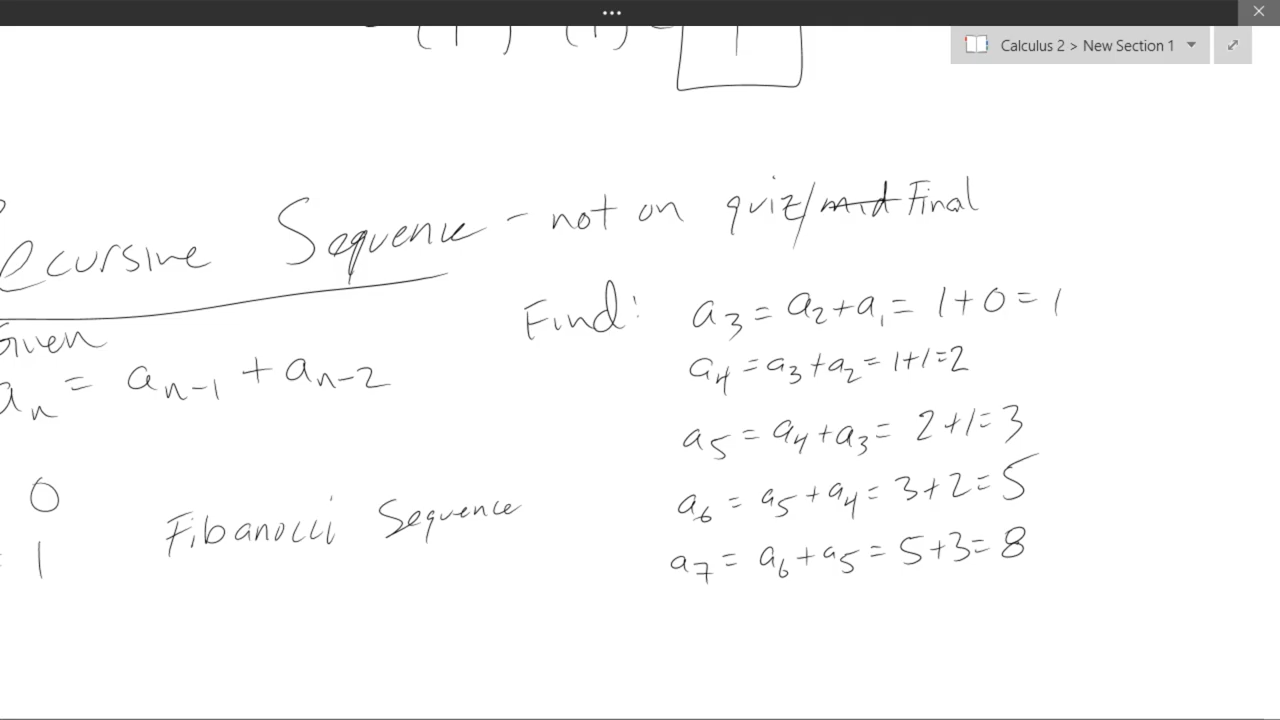 Calculus 2 > New Section 1
ecursive Sequence - not on quiz/mid Final
Given
aₙ = aₙ₋₁ + aₙ₋₂
0
= 1
Fibanocci Sequence
Find: a₃ = a₂+a₁ = 1+0=1
a₄ = a₃+a₂ = 1+1=2
a₅ = a₄+a₃ = 2+1=3
a₆ = a₅+a₄ = 3+2=5
a₇ = a₆+a₅ = 5+3=8